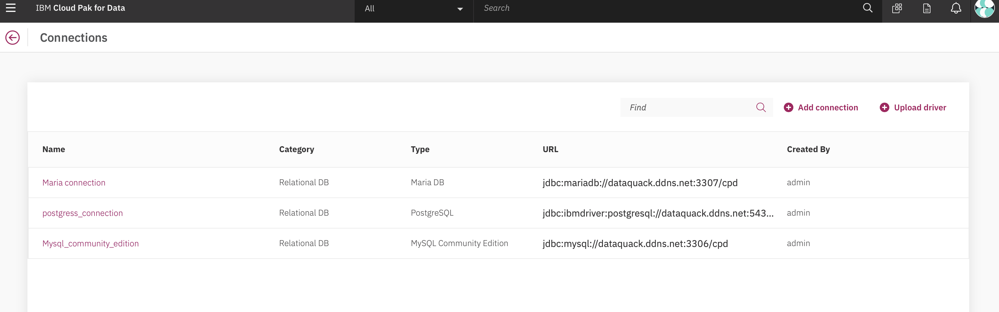 IBM Cloud Pak for Data All Search
Connections
Find Add connection Upload driver
Name Category Type URL Created By
Maria connection Relational DB Maria DB jdbc:mariadb://dataquack.ddns.net:3307/cpd admin
postgress_connection Relational DB PostgreSQL jdbc:ibmdriver:postgresql://dataquack.ddns.net:543... admin
Mysql_community_edition Relational DB MySQL Community Edition jdbc:mysql://dataquack.ddns.net:3306/cpd admin